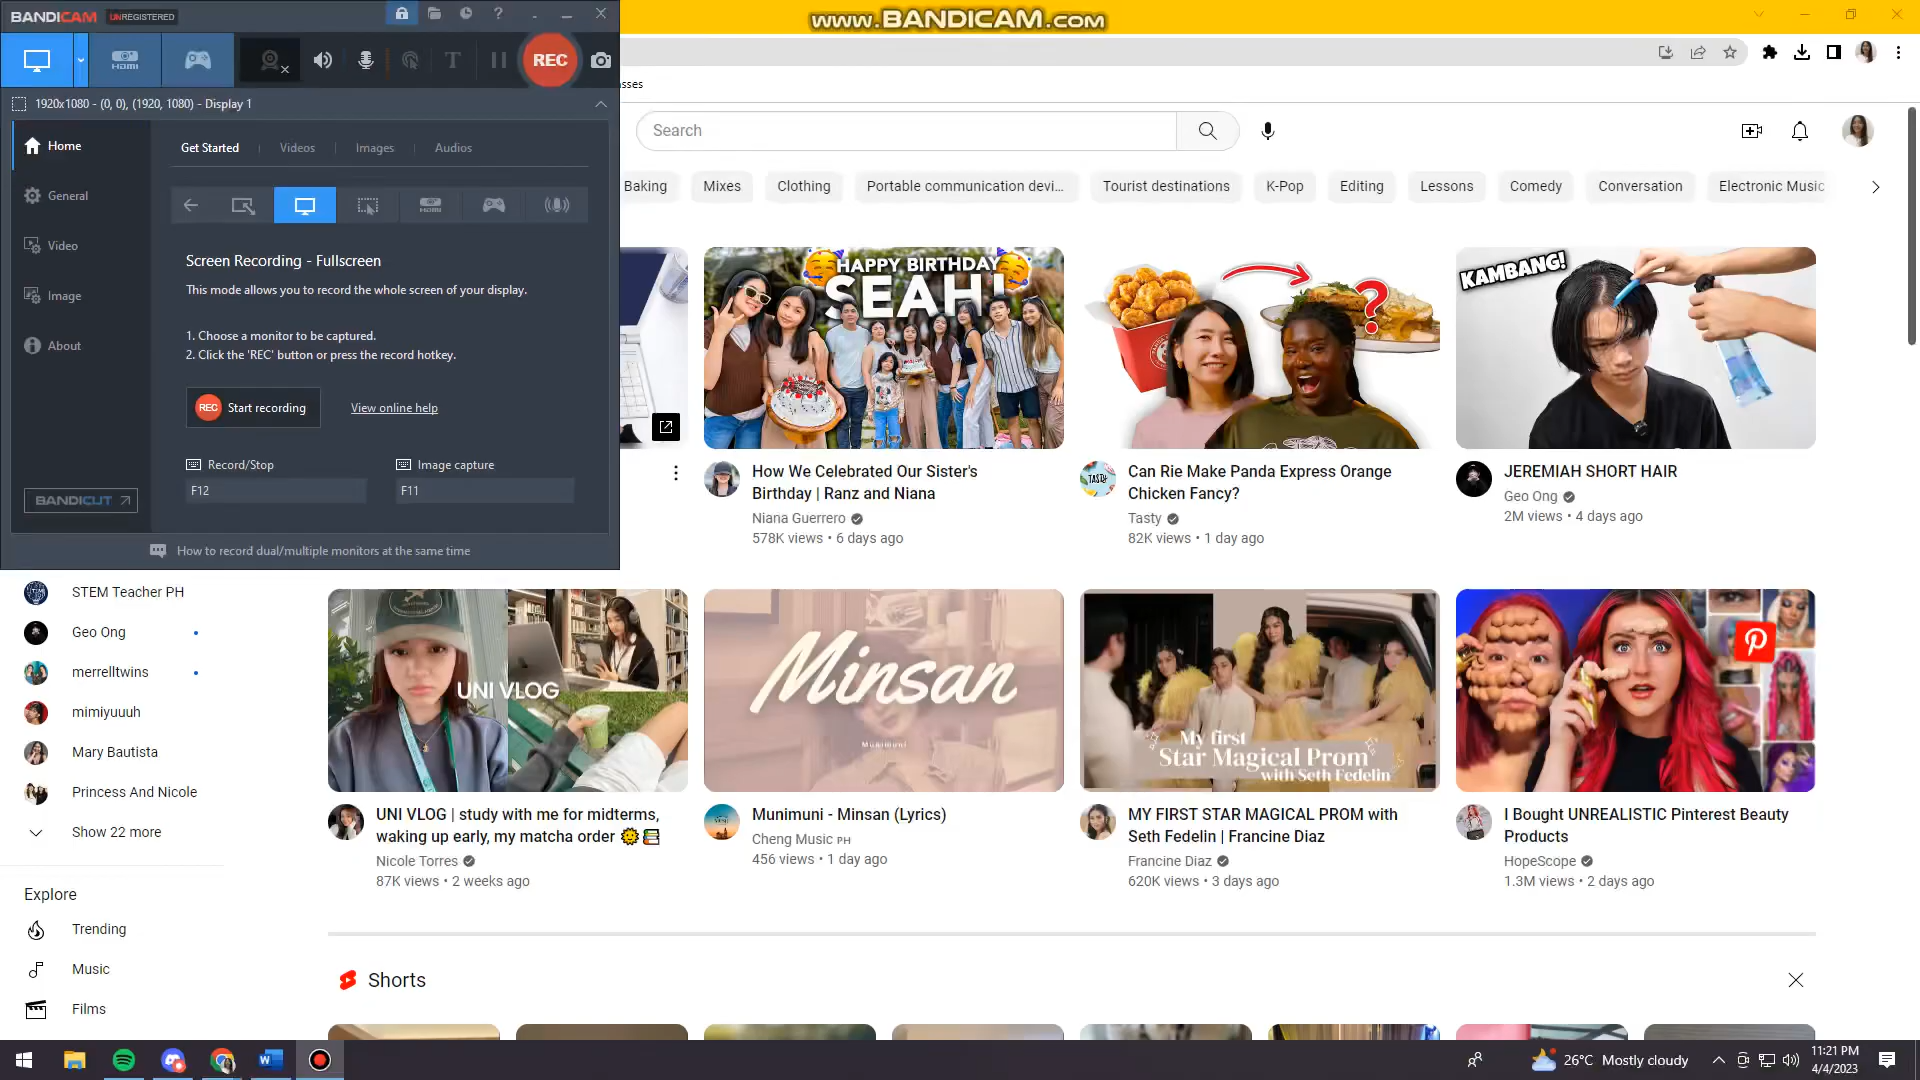 BANDICAM UNREGISTERED
www.BANDICAM.com
REC
1920x1080 - (0, 0), (1920, 1080) - Display 1
Home
General
Video
Image
About
BANDICUT
Get Started
Videos
Images
Audios
HDMI
Screen Recording - Fullscreen
This mode allows you to record the whole screen of your display.
1. Choose a monitor to be captured.
2. Click the 'REC' button or press the record hotkey.
REC Start recording
View online help
Record/Stop
F12
Image capture
F11
How to record dual/multiple monitors at the same time
asses
Search
Baking
Mixes
Clothing
Portable communication devi...
Tourist destinations
K-Pop
Editing
Lessons
Comedy
Conversation
Electronic Music
HAPPY BIRTHDAY
SEAH!
How We Celebrated Our Sister's
Birthday | Ranz and Niana
Niana Guerrero
578K views • 6 days ago
?
TASTY
Can Rie Make Panda Express Orange
Chicken Fancy?
Tasty
82K views • 1 day ago
KAMBANG!
JEREMIAH SHORT HAIR
Geo Ong
2M views • 4 days ago
STEM Teacher PH
Geo Ong
merrelltwins
mimiyuuuh
Mary Bautista
Princess And Nicole
Show 22 more
Explore
Trending
Music
Films
UNI VLOG
UNI VLOG | study with me for midterms,
waking up early, my matcha order 🌞📚
Nicole Torres
87K views • 2 weeks ago
Minsan
Munimuni
Munimuni - Minsan (Lyrics)
Cheng Music PH
456 views • 1 day ago
My first
Star Magical Prom
with Seth Fedelin
MY FIRST STAR MAGICAL PROM with
Seth Fedelin | Francine Diaz
Francine Diaz
620K views • 3 days ago
I Bought UNREALISTIC Pinterest Beauty
Products
HopeScope
1.3M views • 2 days ago
Shorts
26°C Mostly cloudy
11:21 PM
4/4/2023